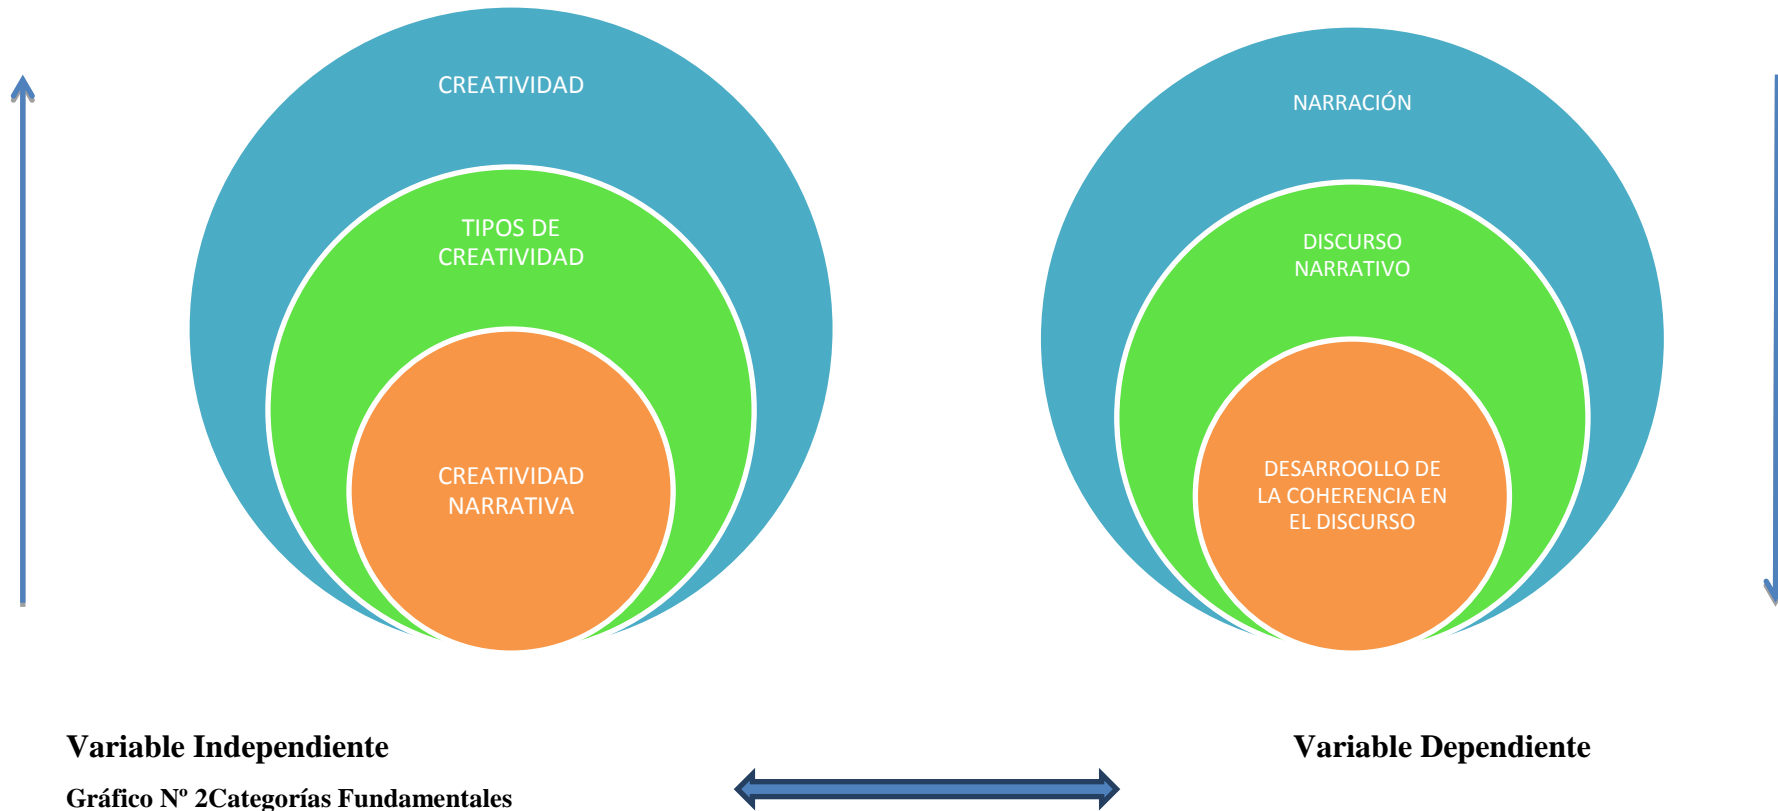 CREATIVIDAD
TIPOS DE
CREATIVIDAD
CREATIVIDAD
NARRATIVA
NARRACIÓN
DISCURSO
NARRATIVO
DESARROOLLO DE
LA COHERENCIA EN
EL DISCURSO
Variable Independiente
Variable Dependiente
Gráfico Nº 2Categorías Fundamentales